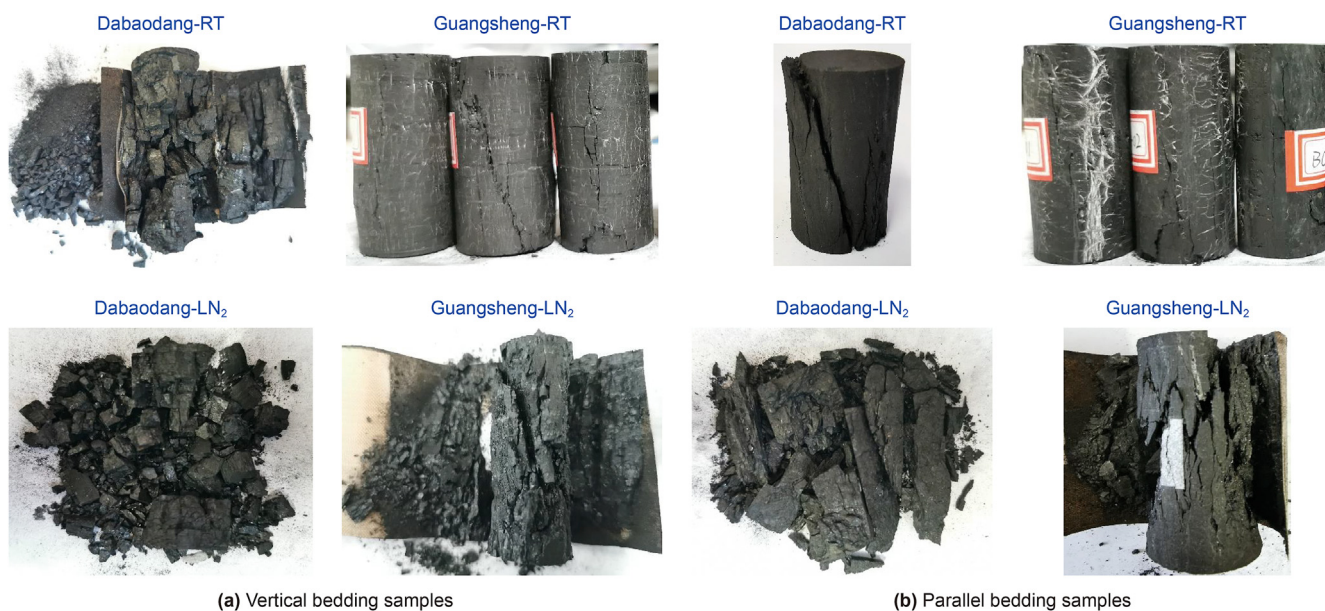 Dabaodang-RT
Guangsheng-RT
Dabaodang-RT
Guangsheng-RT
2
Dabaodang-LN₂
Guangsheng-LN₂
Dabaodang-LN₂
Guangsheng-LN₂
(a) Vertical bedding samples
(b) Parallel bedding samples